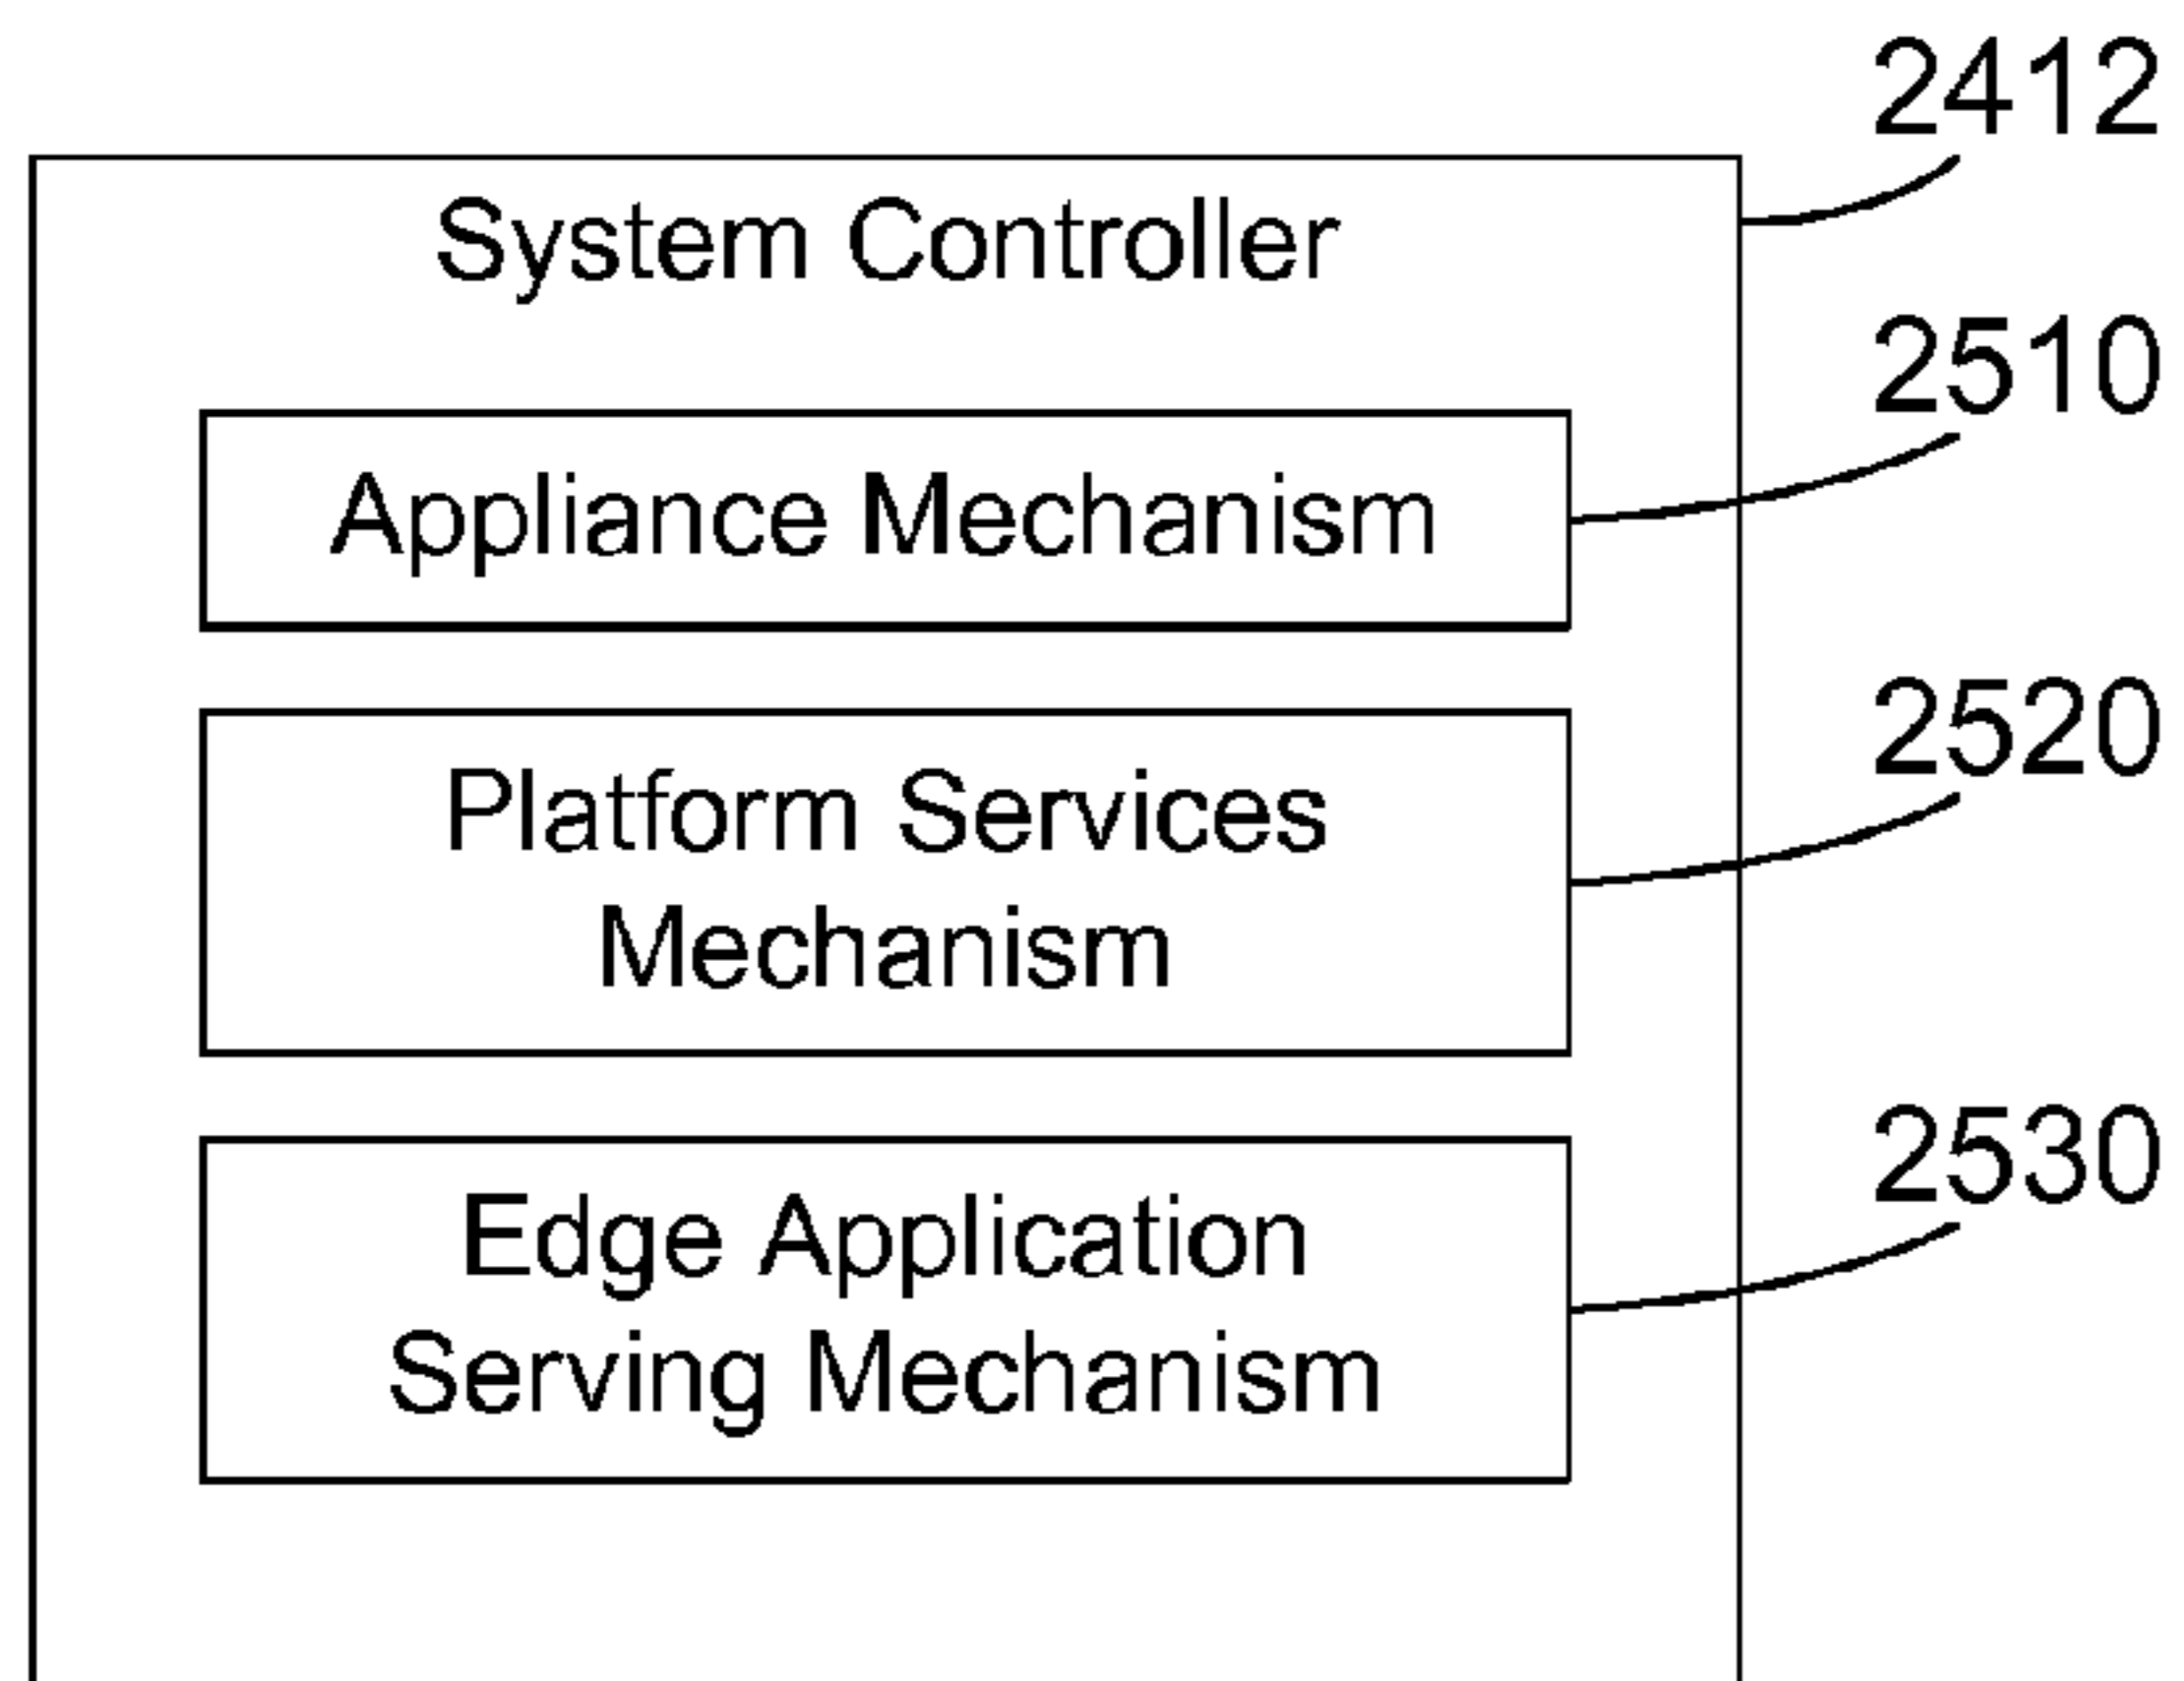 2412
System Controller
2510
Appliance Mechanism
2520
Platform Services
Mechanism
2530
Edge Application
Serving Mechanism